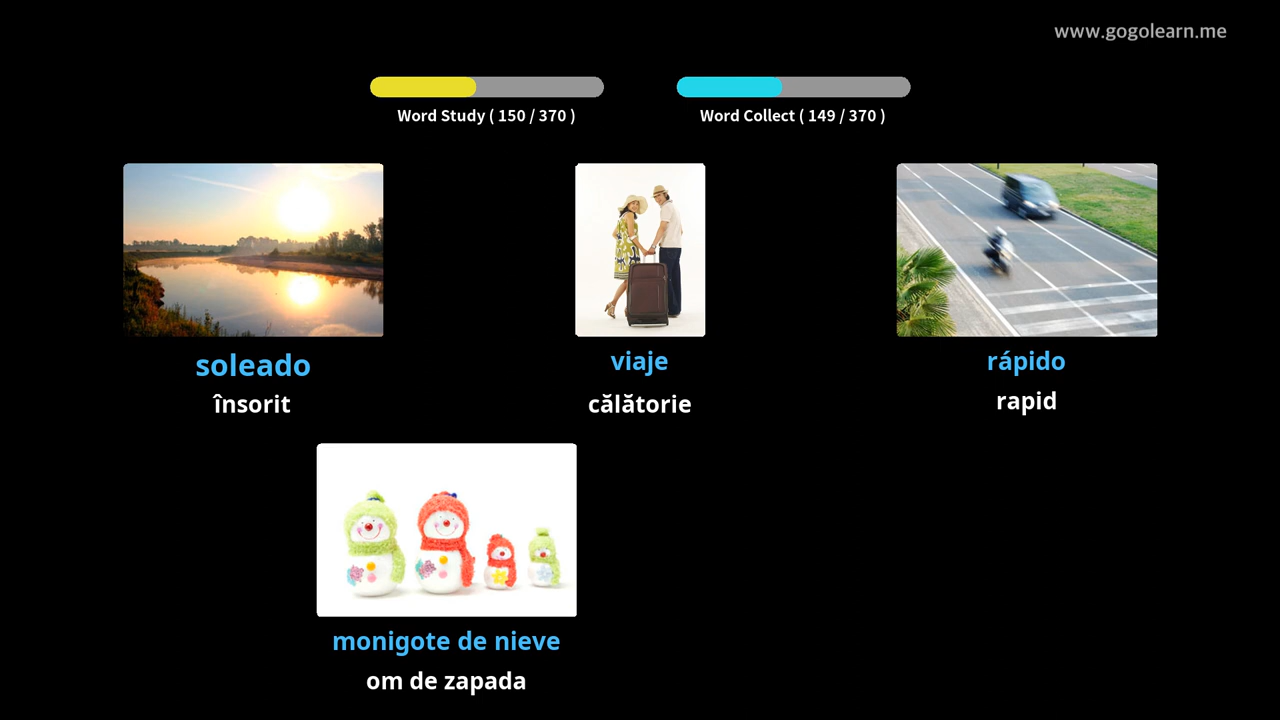 www.gogolearn.me
Word Study ( 150 / 370 )
Word Collect ( 149 / 370 )
soleado
viaje
rápido
însorit
călătorie
rapid
monigote de nieve
om de zapada